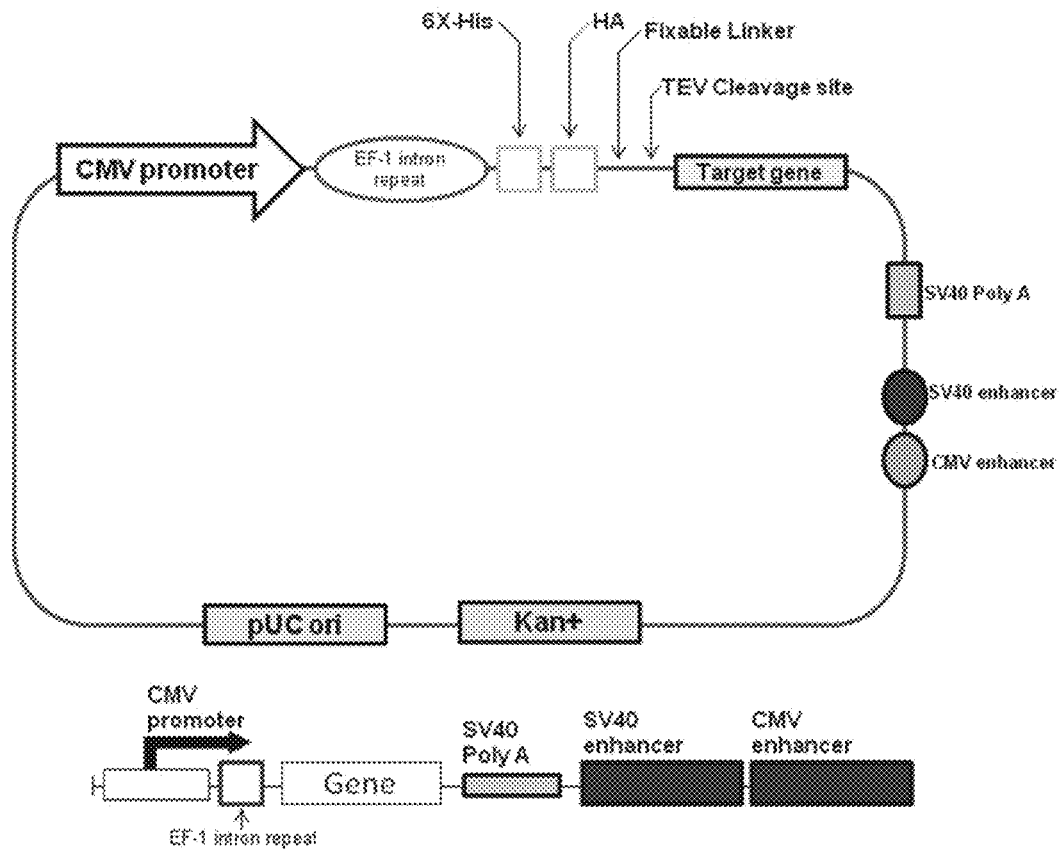 6X-His
HA
Fixable Linker
TEV Cleavage site
CMV promoter
EF-1 intron
repeat
Target gene
SV40 Poly A
SV40 enhancer
CMV enhancer
pUC ori
Kan+
CMV
promoter
SV40
Poly A
SV40
enhancer
CMV
enhancer
Gene
EF-1 intron repeat